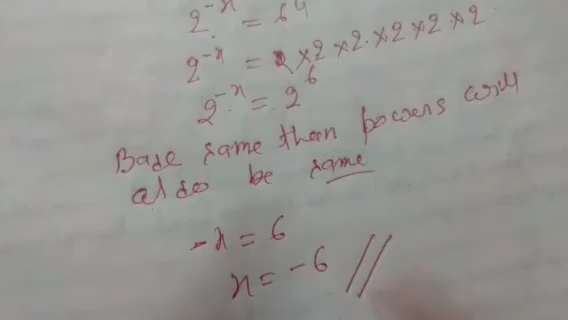 2^-x = 64
2^-x = 2 × 2 × 2 × 2 × 2 × 2
2^-x = 2^6
Base same then powers will
also be same
-x = 6
x = -6 //